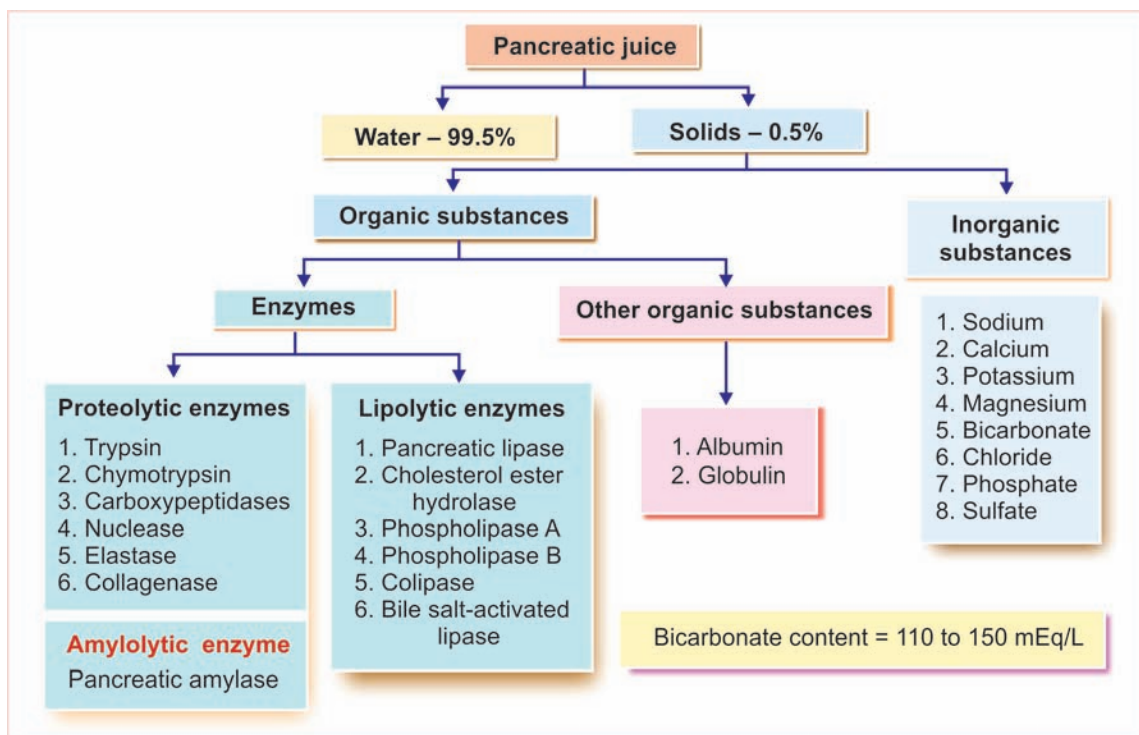 Pancreatic juice
Water – 99.5%
Solids – 0.5%
Organic substances
Inorganic
substances
Enzymes
Other organic substances
Proteolytic enzymes
1. Trypsin
2. Chymotrypsin
3. Carboxypeptidases
4. Nuclease
5. Elastase
6. Collagenase
Amylolytic enzyme
Pancreatic amylase
Lipolytic enzymes
1. Pancreatic lipase
2. Cholesterol ester
hydrolase
3. Phospholipase A
4. Phospholipase B
5. Colipase
6. Bile salt-activated
lipase
1. Albumin
2. Globulin
1. Sodium
2. Calcium
3. Potassium
4. Magnesium
5. Bicarbonate
6. Chloride
7. Phosphate
8. Sulfate
Bicarbonate content = 110 to 150 mEq/L